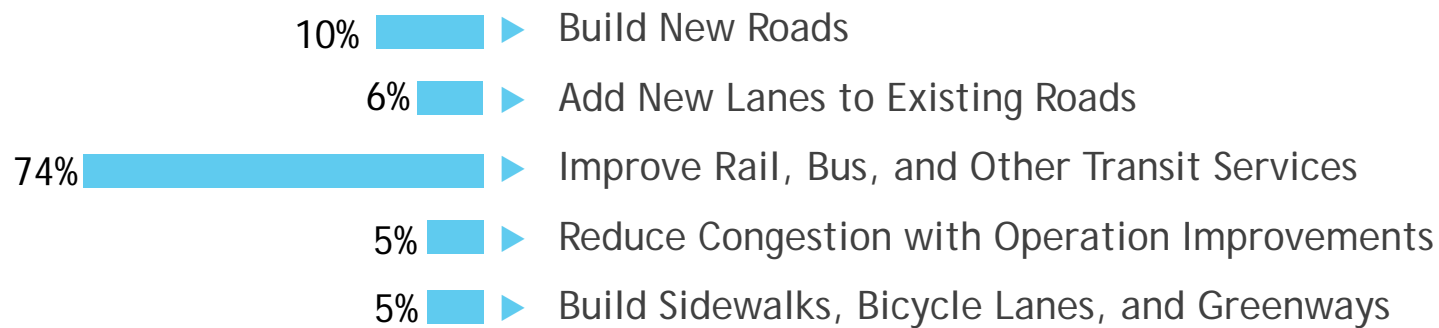 10% Build New Roads
6% Add New Lanes to Existing Roads
74% Improve Rail, Bus, and Other Transit Services
5% Reduce Congestion with Operation Improvements
5% Build Sidewalks, Bicycle Lanes, and Greenways